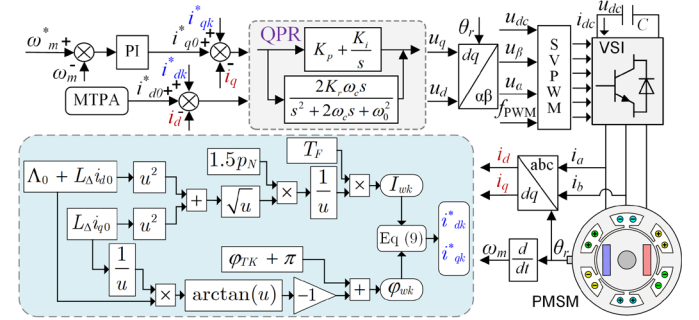 ω*m + - ωm
PI
i*q0 + + i*qk - iq
MTPA
i*d0 + + i*dk - id
QPR
Kp + Ki/s
2Krωcs / s² + 2ωcs + ω0²
uq
ud
θr
dq
αβ
udc
uβ
uα
fPWM
SVPWM
idc
udc
C
VSI
id
iq
abc
dq
ia
ib
ωm
d/dt
θr
PMSM
Λ0 + LΔid0
u²
LΔiq0
u²
+
√u
1.5pN
×
1/u
TF
×
Iwk
1/u
×
arctan(u)
-1
φTK + π
+
φwk
Eq (9)
i*dk
i*qk